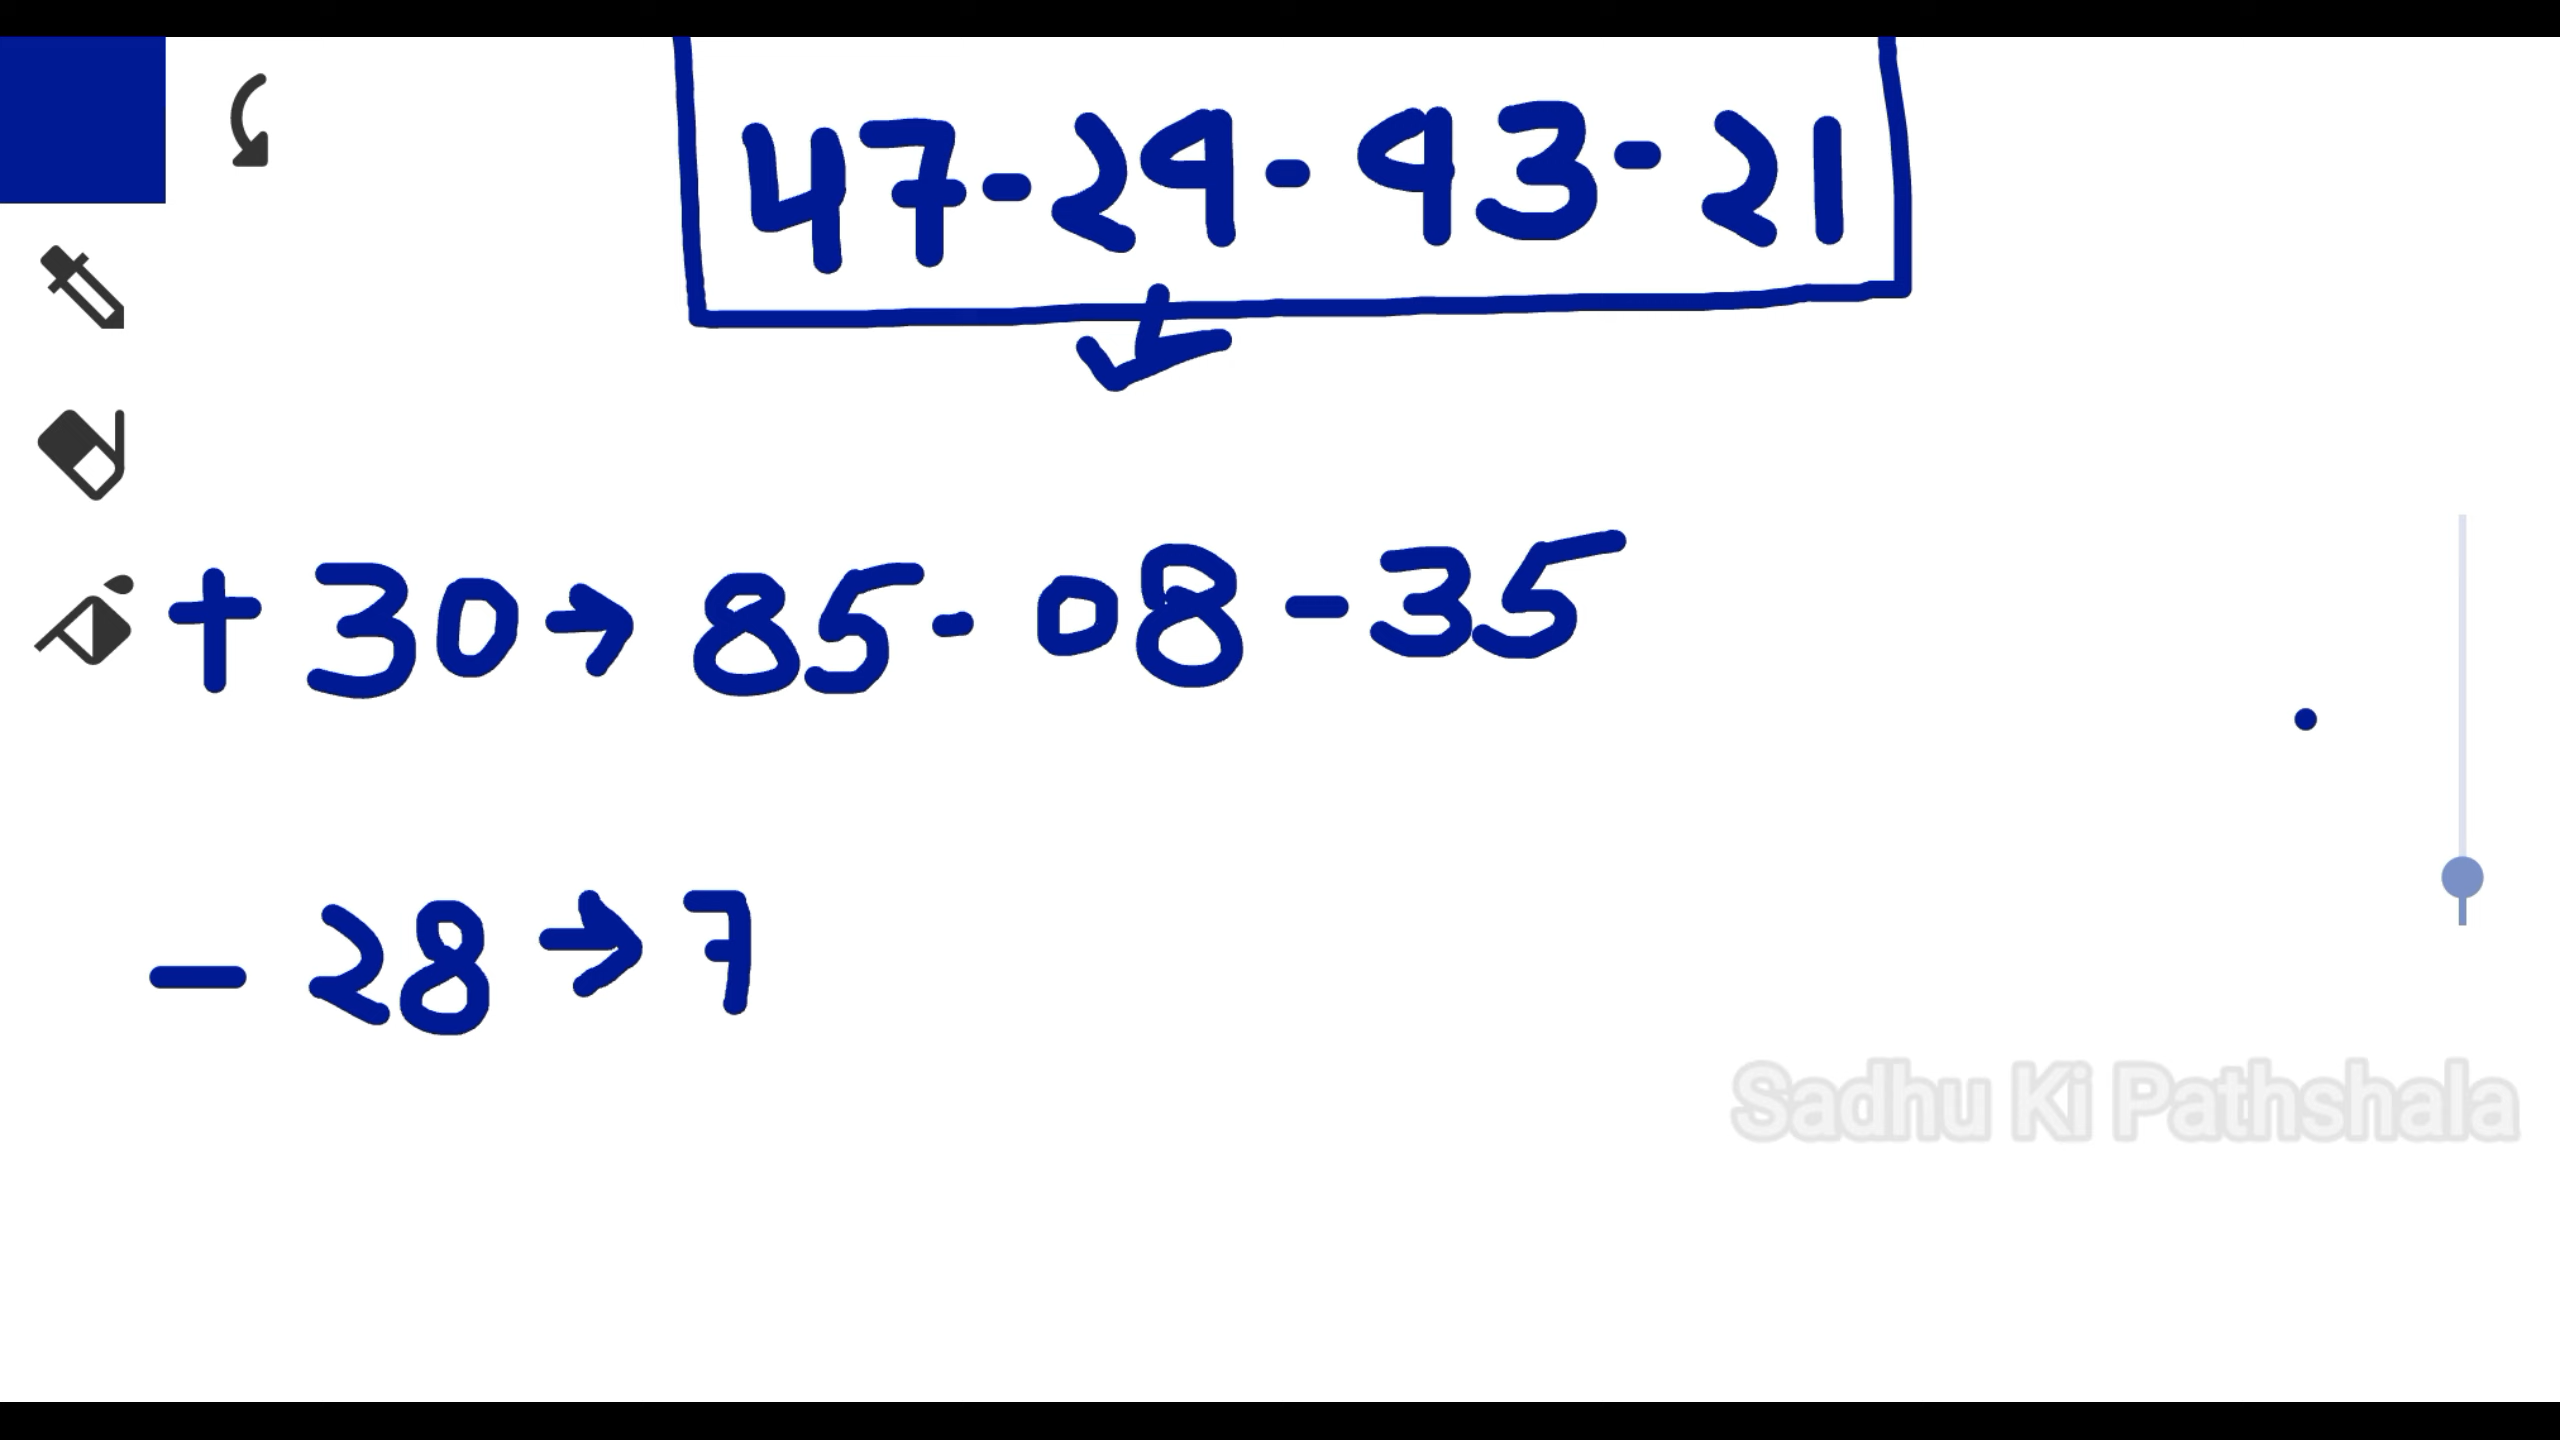 47-29-93-21
+ 30 → 85-08-35
- 28 → 7
Sadhu Ki Pathshala